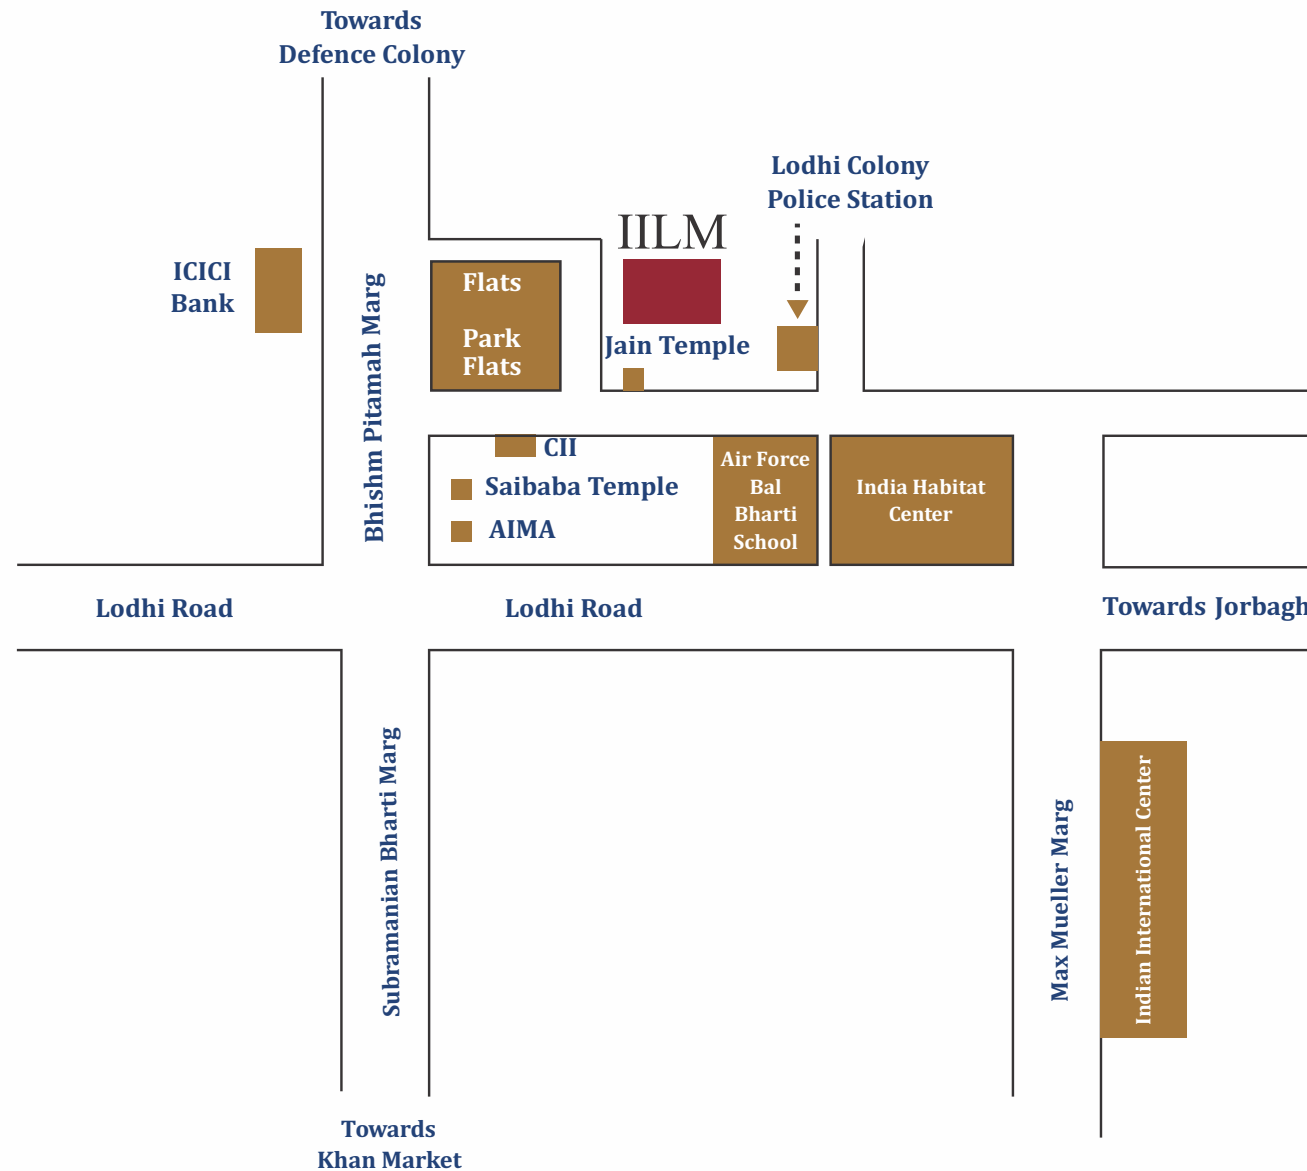 Towards
Defence Colony
Lodhi Colony
Police Station
IILM
ICICI
Bank
Bhishm Pitamah Marg
Flats
Park
Flats
Jain Temple
CII
Saibaba Temple
AIMA
Air Force
Bal
Bharti
School
India Habitat
Center
Lodhi Road
Lodhi Road
Towards Jorbagh
Subramanian Bharti Marg
Max Mueller Marg
Indian International Center
Towards
Khan Market